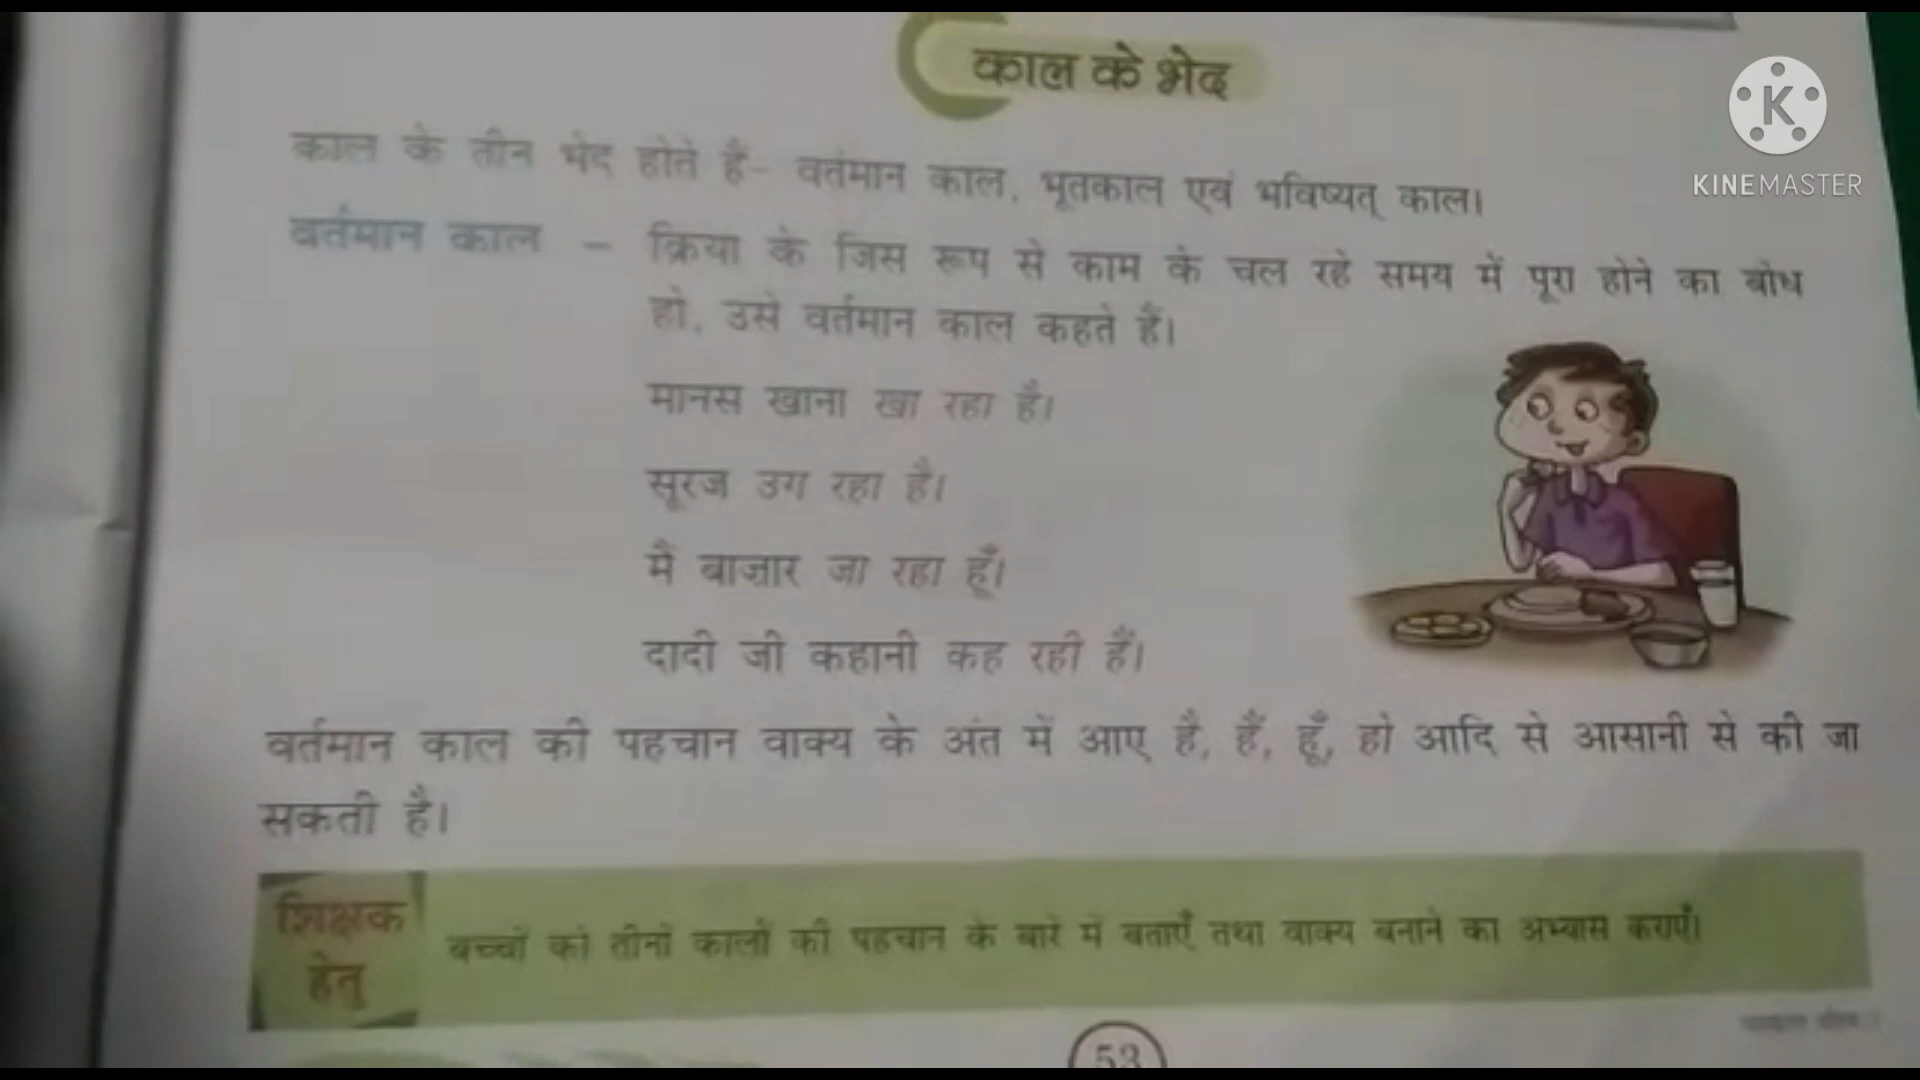 काल के भेद
KINEMASTER
काल के तीन भेद होते हैं- वर्तमान काल, भूतकाल एवं भविष्यत् काल।
वर्तमान काल – क्रिया के जिस रूप से काम के चल रहे समय में पूरा होने का बोध
हो, उसे वर्तमान काल कहते हैं।
मानस खाना खा रहा है।
सूरज उग रहा है।
मैं बाज़ार जा रहा हूँ।
दादी जी कहानी कह रही हैं।
वर्तमान काल की पहचान वाक्य के अंत में आए है, हैं, हूँ, हो आदि से आसानी से की जा
सकती है।
शिक्षक
हेतु
बच्चों को तीनों कालों की पहचान के बारे में बताएँ तथा वाक्य बनाने का अभ्यास कराएँ।
53